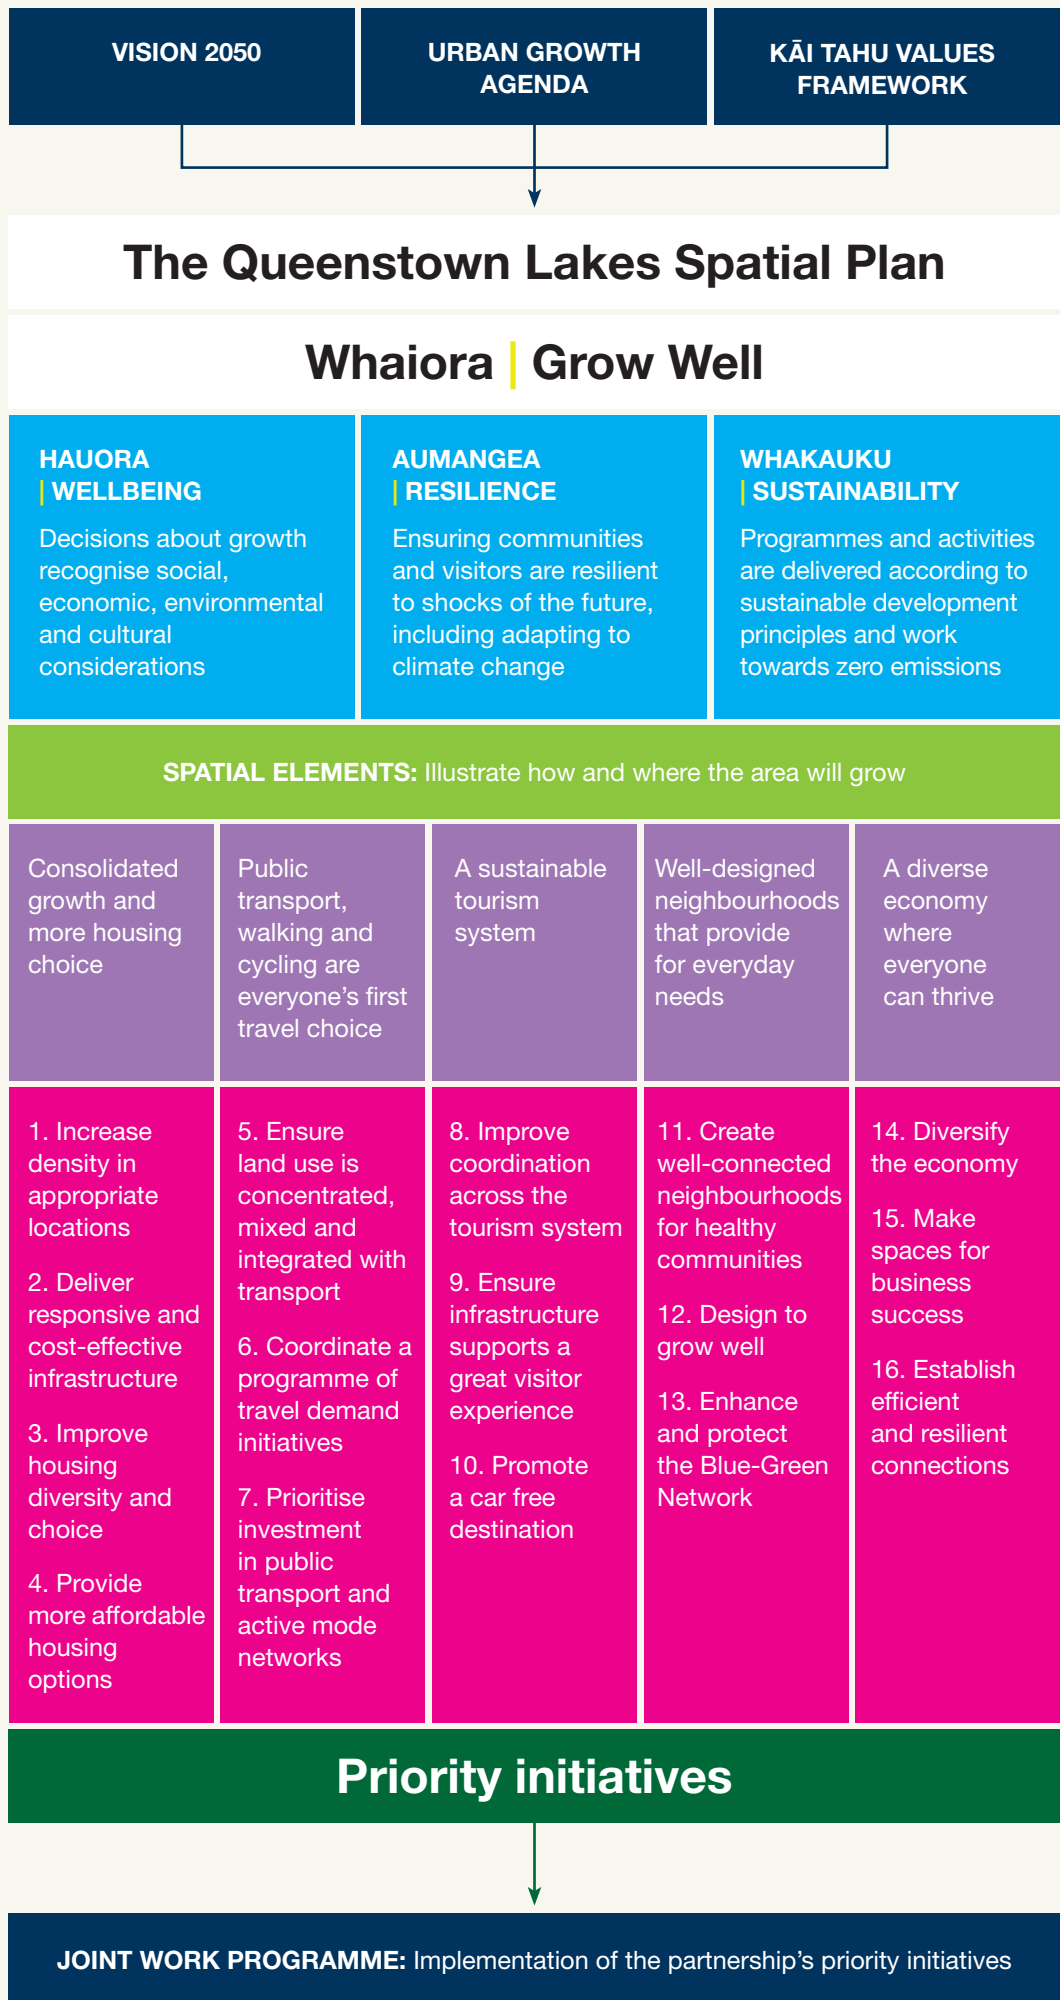 VISION 2050
URBAN GROWTH
AGENDA
KĀI TAHU VALUES
FRAMEWORK
The Queenstown Lakes Spatial Plan
Whaiora | Grow Well
HAUORA
| WELLBEING
Decisions about growth
recognise social,
economic, environmental
and cultural
considerations
AUMANGEA
| RESILIENCE
Ensuring communities
and visitors are resilient
to shocks of the future,
including adapting to
climate change
WHAKAUKU
| SUSTAINABILITY
Programmes and activities
are delivered according to
sustainable development
principles and work
towards zero emissions
SPATIAL ELEMENTS: Illustrate how and where the area will grow
Consolidated
growth and
more housing
choice
Public
transport,
walking and
cycling are
everyone’s first
travel choice
A sustainable
tourism
system
Well-designed
neighbourhoods
that provide
for everyday
needs
A diverse
economy
where
everyone
can thrive
1. Increase
density in
appropriate
locations
2. Deliver
responsive and
cost-effective
infrastructure
3. Improve
housing
diversity and
choice
4. Provide
more affordable
housing
options
5. Ensure
land use is
concentrated,
mixed and
integrated with
transport
6. Coordinate a
programme of
travel demand
initiatives
7. Prioritise
investment
in public
transport and
active mode
networks
8. Improve
coordination
across the
tourism system
9. Ensure
infrastructure
supports a
great visitor
experience
10. Promote
a car free
destination
11. Create
well-connected
neighbourhoods
for healthy
communities
12. Design to
grow well
13. Enhance
and protect
the Blue-Green
Network
14. Diversify
the economy
15. Make
spaces for
business
success
16. Establish
efficient
and resilient
connections
Priority initiatives
JOINT WORK PROGRAMME: Implementation of the partnership’s priority initiatives